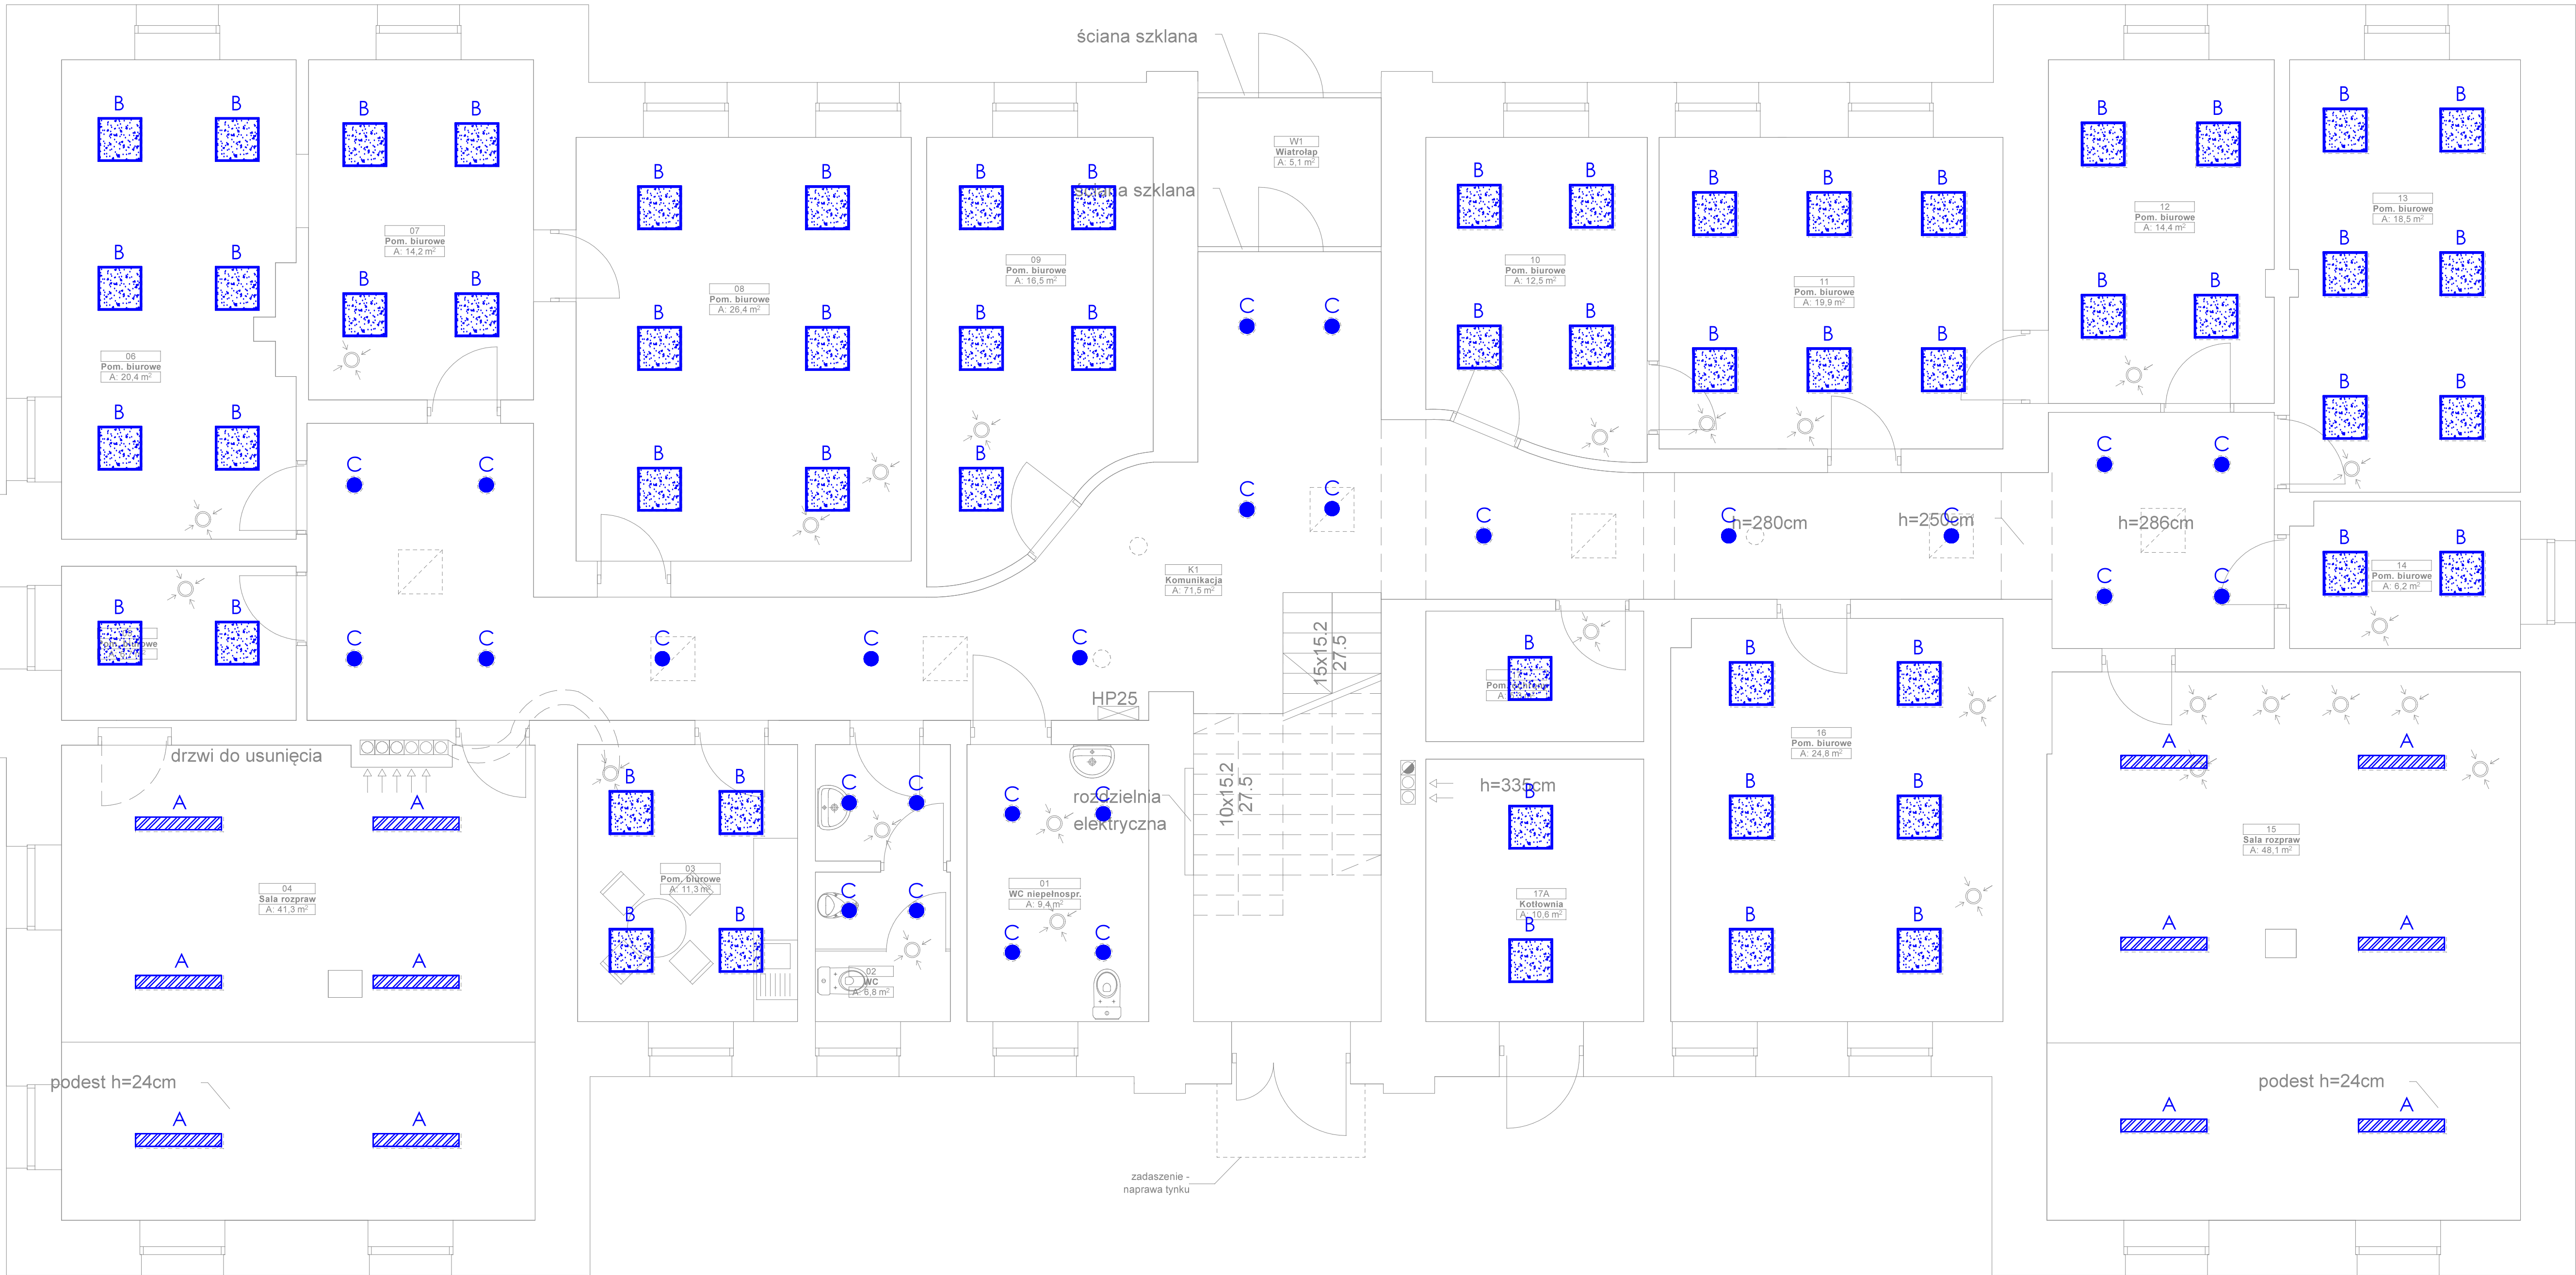 ściana szklana
W1
Wiatrołap
A: 5,1 m²
ściana szklana
B B
B B
B B
06
Pom. biurowe
A: 20,4 m²
B B
B B
07
Pom. biurowe
A: 14,2 m²
B B
B B
B B
08
Pom. biurowe
A: 26,4 m²
B B
B B
B
09
Pom. biurowe
A: 16,5 m²
C C
C C
B B
B B
10
Pom. biurowe
A: 12,5 m²
B B B
B B B
11
Pom. biurowe
A: 19,9 m²
B B
B B
12
Pom. biurowe
A: 14,4 m²
B B
B B
B B
13
Pom. biurowe
A: 18,5 m²
C C
C C C C C
K1
Komunikacja
A: 71,5 m²
C C C
h=280cm
h=250cm
h=286cm
C C
C C
B B
14
Pom. biurowe
A: 6,2 m²
B B
HP25
15x15.2
27.5
10x15.2
27.5
drzwi do usunięcia
A A
A A
A A
04
Sala rozpraw
A: 41,3 m²
podest h=24cm
B B
B B
03
Pom. biurowe
A: 11,3 m²
C C
C C
02
WC
A: 6,8 m²
C C
C C
01
WC niepełnospr.
A: 9,4 m²
rozdzielnia
elektryczna
B
h=335cm
B
B
17A
Kotłownia
A: 10,6 m²
B B
B B
B B
16
Pom. biurowe
A: 24,8 m²
A A
A A
A A
15
Sala rozpraw
A: 48,1 m²
podest h=24cm
zadaszenie -
naprawa tynku